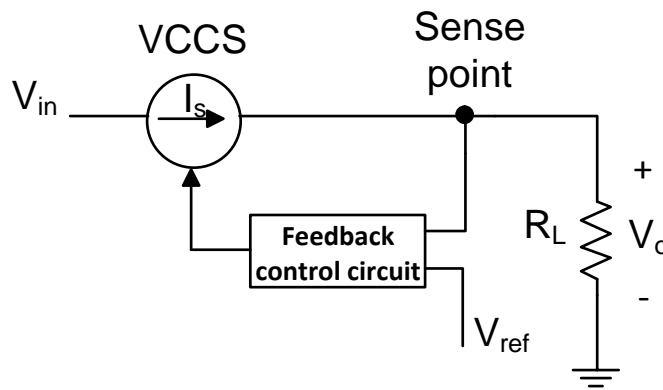 VCCS
Sense
point
V_in
I_s
+
Feedback
control circuit
R_L
V_o
-
V_ref